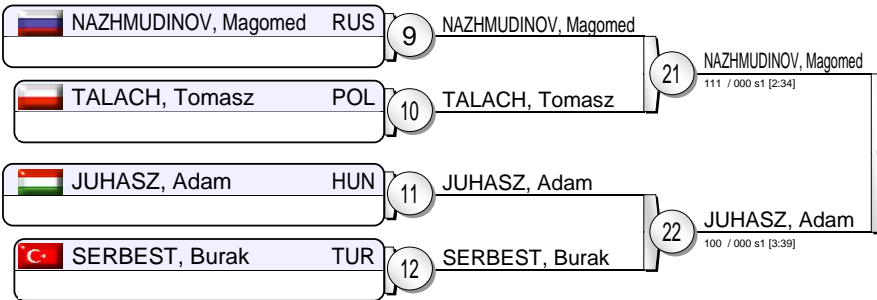 NAZHMUDINOV, Magomed RUS
9
NAZHMUDINOV, Magomed
21
NAZHMUDINOV, Magomed
111 / 000 s1 [2:34]
TALACH, Tomasz POL
10
TALACH, Tomasz
JUHASZ, Adam HUN
11
JUHASZ, Adam
22
JUHASZ, Adam
100 / 000 s1 [3:39]
SERBEST, Burak TUR
12
SERBEST, Burak